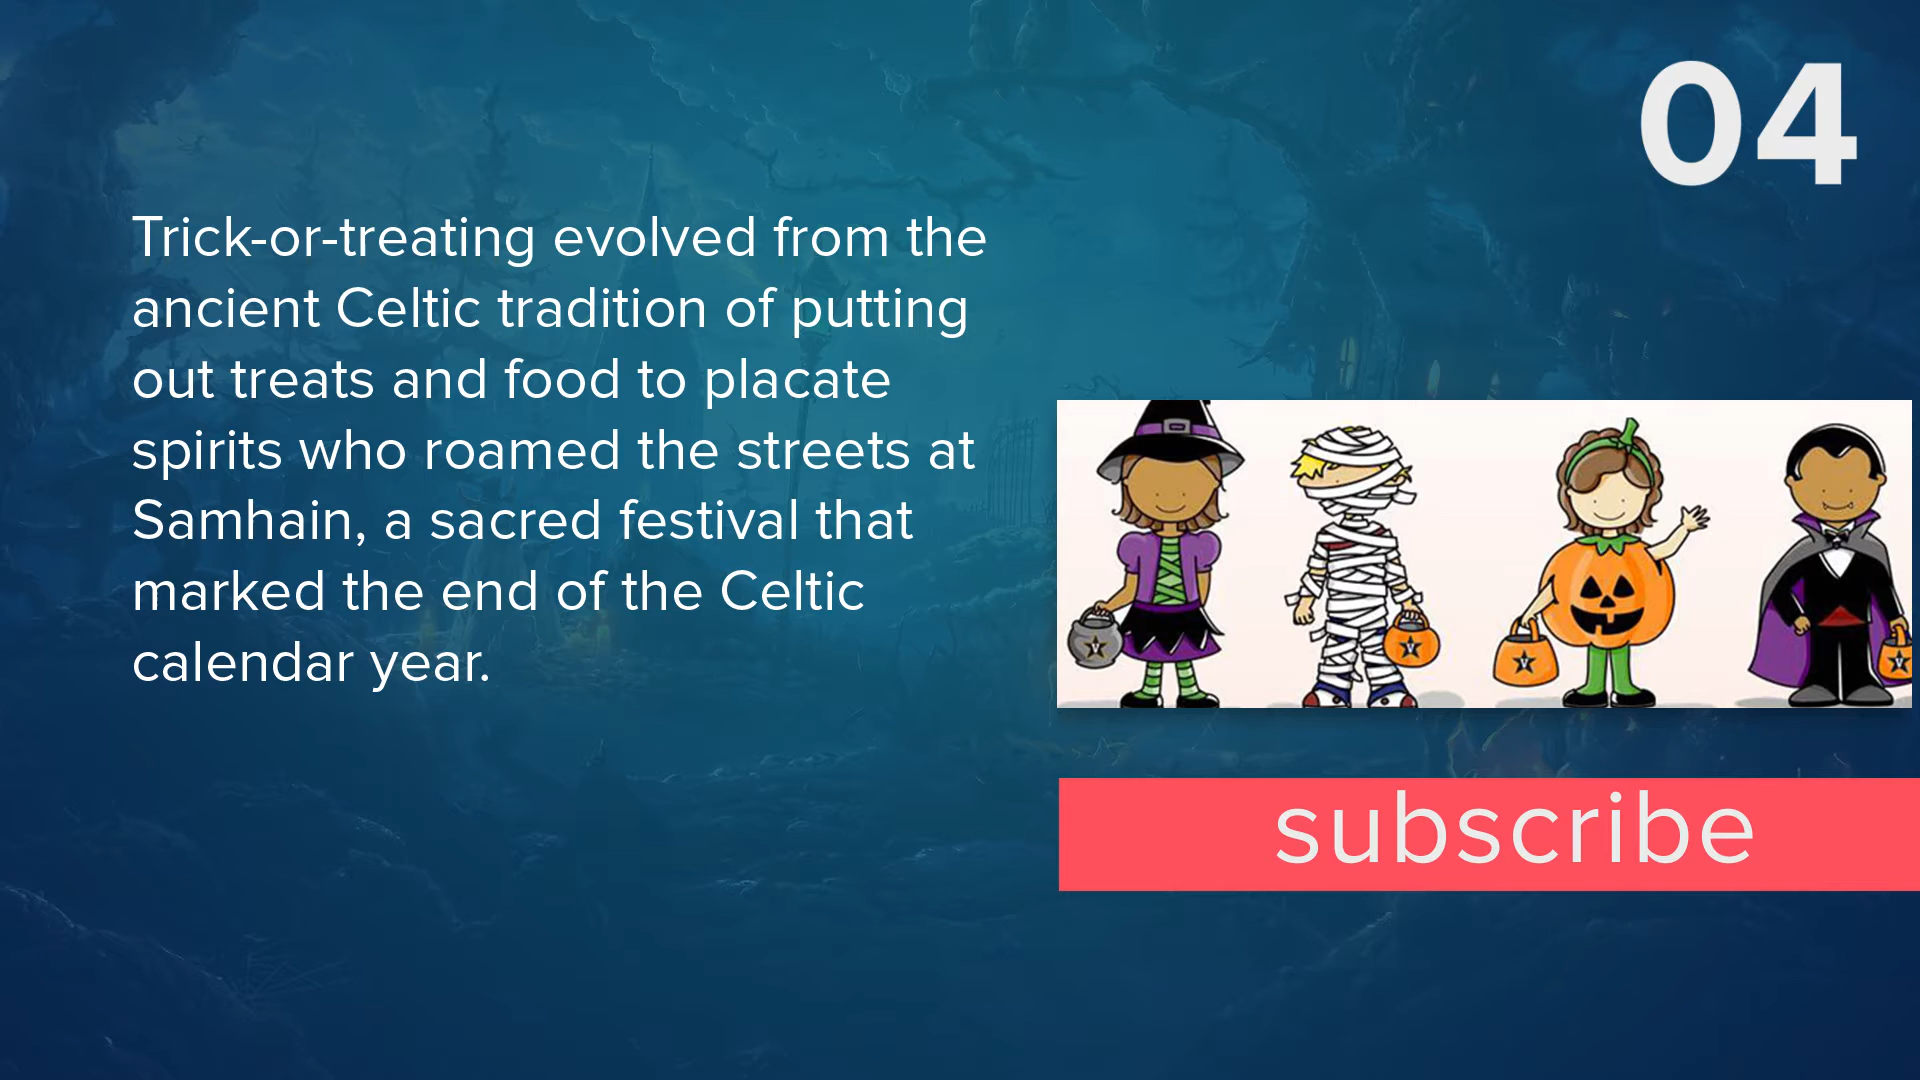 04
Trick-or-treating evolved from the
ancient Celtic tradition of putting
out treats and food to placate
spirits who roamed the streets at
Samhain, a sacred festival that
marked the end of the Celtic
calendar year.
subscribe